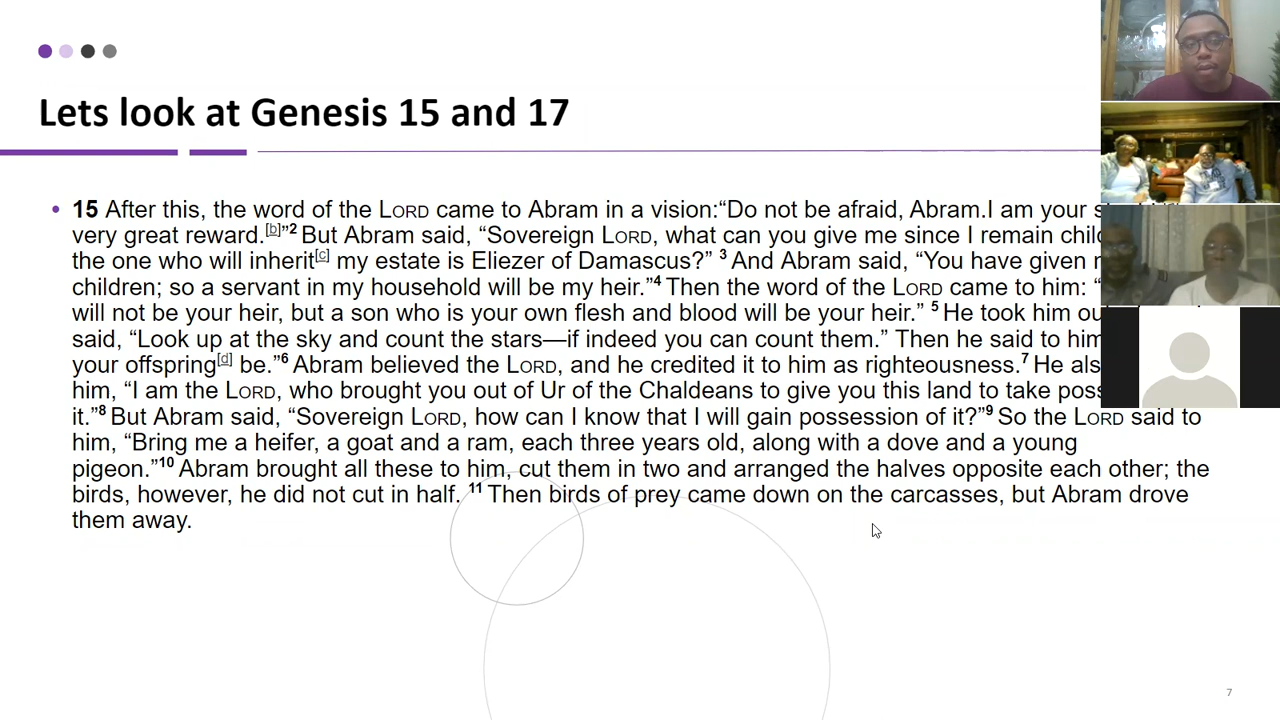 Lets look at Genesis 15 and 17
• 15 After this, the word of the LORD came to Abram in a vision:“Do not be afraid, Abram.I am your
very great reward.[b]”2 But Abram said, “Sovereign LORD, what can you give me since I remain
the one who will inherit[c] my estate is Eliezer of Damascus?” 3 And Abram said, “You have given
children; so a servant in my household will be my heir.”4 Then the word of the LORD came to him: “
will not be your heir, but a son who is your own flesh and blood will be your heir.” 5 He took him
said, “Look up at the sky and count the stars—if indeed you can count them.” Then he said to him
your offspring[d] be.”6 Abram believed the LORD, and he credited it to him as righteousness.7 He
him, “I am the LORD, who brought you out of Ur of the Chaldeans to give you this land to take
it.”8 But Abram said, “Sovereign LORD, how can I know that I will gain possession of it?”9 So the LORD said to
him, “Bring me a heifer, a goat and a ram, each three years old, along with a dove and a young
pigeon.”10 Abram brought all these to him, cut them in two and arranged the halves opposite each other; the
birds, however, he did not cut in half. 11 Then birds of prey came down on the carcasses, but Abram drove
them away.
7